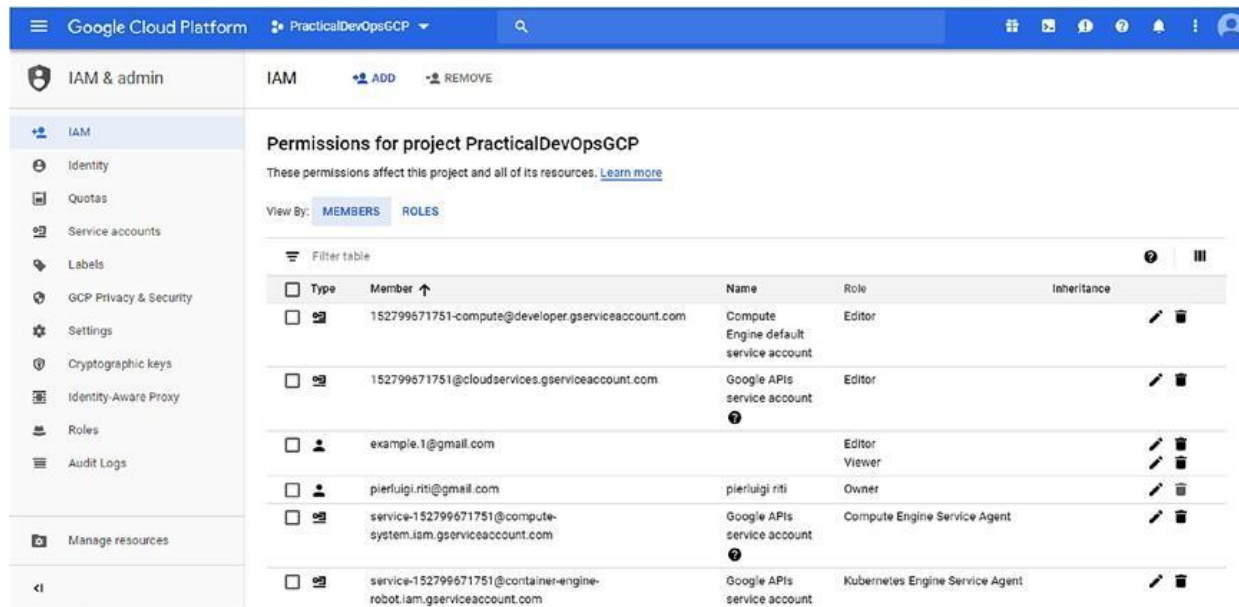 Google Cloud Platform PracticalDevOpsGCP
IAM & admin
IAM ADD REMOVE
IAM
Identity
Quotas
Service accounts
Labels
GCP Privacy & Security
Settings
Cryptographic keys
Identity-Aware Proxy
Roles
Audit Logs
Manage resources
Permissions for project PracticalDevOpsGCP
These permissions affect this project and all of its resources. Learn more
View By: MEMBERS ROLES
Filter table
Type Member Name Role Inheritance
152799671751-compute@developer.gserviceaccount.com Compute Editor
Engine default
service account
152799671751@cloudservices.gserviceaccount.com Google APIs Editor
service account
example.1@gmail.com Editor
Viewer
pierluigi.riti@gmail.com pierluigi riti Owner
service-152799671751@compute- Google APIs Compute Engine Service Agent
system.iam.gserviceaccount.com service account
service-152799671751@container-engine- Google APIs Kubernetes Engine Service Agent
robot.iam.gserviceaccount.com service account